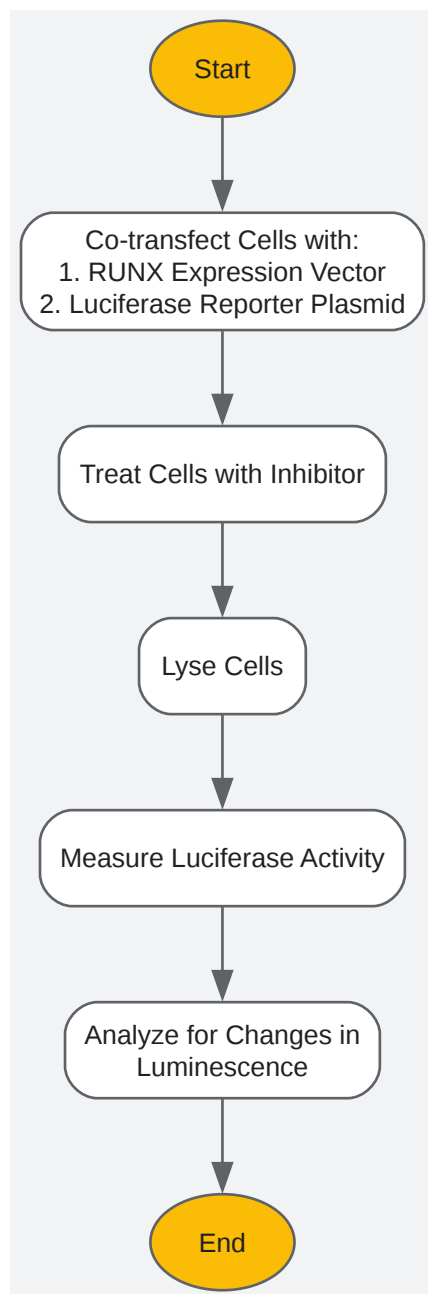 Start
Co-transfect Cells with:
1. RUNX Expression Vector
2. Luciferase Reporter Plasmid
Treat Cells with Inhibitor
Lyse Cells
Measure Luciferase Activity
Analyze for Changes in
Luminescence
End